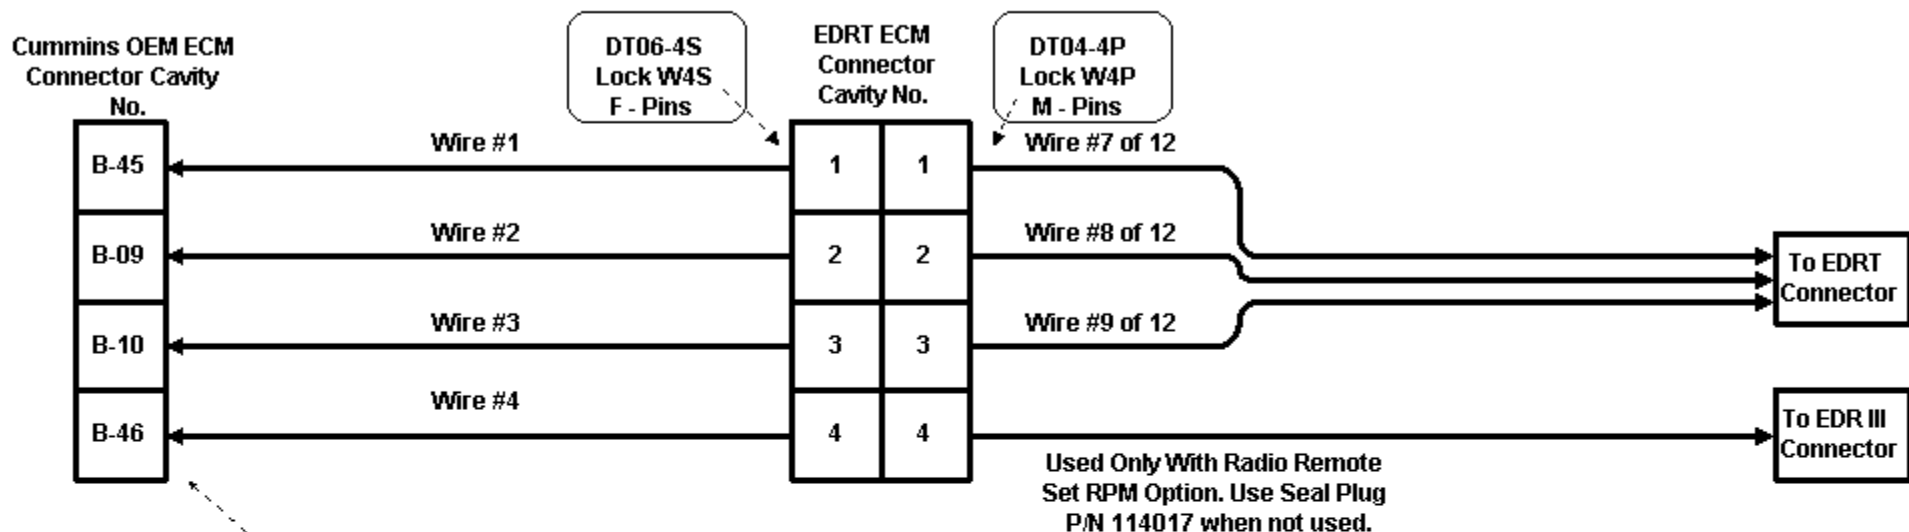 Cummins OEM ECM
Connector Cavity
No.
DT06-4S
Lock W4S
F - Pins
EDRT ECM
Connector
Cavity No.
DT04-4P
Lock W4P
M - Pins
B-45
Wire #1
1
1
Wire #7 of 12
B-09
Wire #2
2
2
Wire #8 of 12
To EDRT
Connector
B-10
Wire #3
3
3
Wire #9 of 12
B-46
Wire #4
4
4
To EDR III
Connector
Used Only With Radio Remote
Set RPM Option. Use Seal Plug
P/N 114017 when not used.